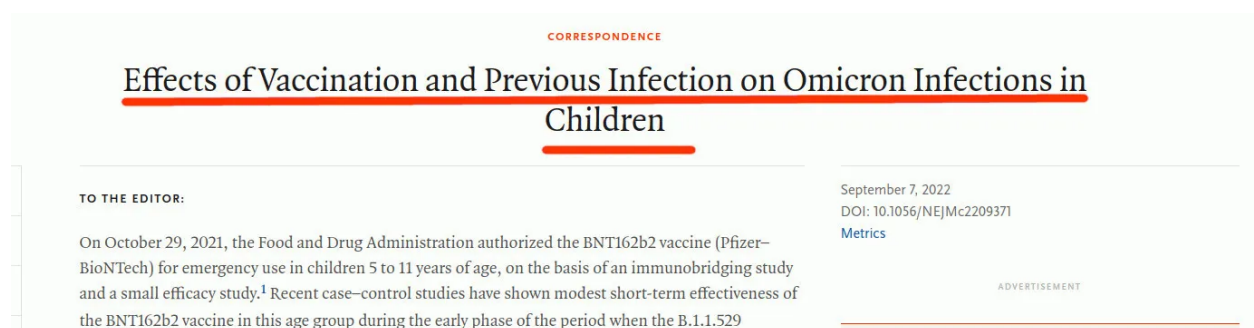 CORRESPONDENCE
Effects of Vaccination and Previous Infection on Omicron Infections in
Children
TO THE EDITOR:
On October 29, 2021, the Food and Drug Administration authorized the BNT162b2 vaccine (Pfizer–
BioNTech) for emergency use in children 5 to 11 years of age, on the basis of an immunobridging study
and a small efficacy study.1 Recent case–control studies have shown modest short-term effectiveness of
the BNT162b2 vaccine in this age group during the early phase of the period when the B.1.1.529
September 7, 2022
DOI: 10.1056/NEJMc2209371
Metrics
ADVERTISEMENT